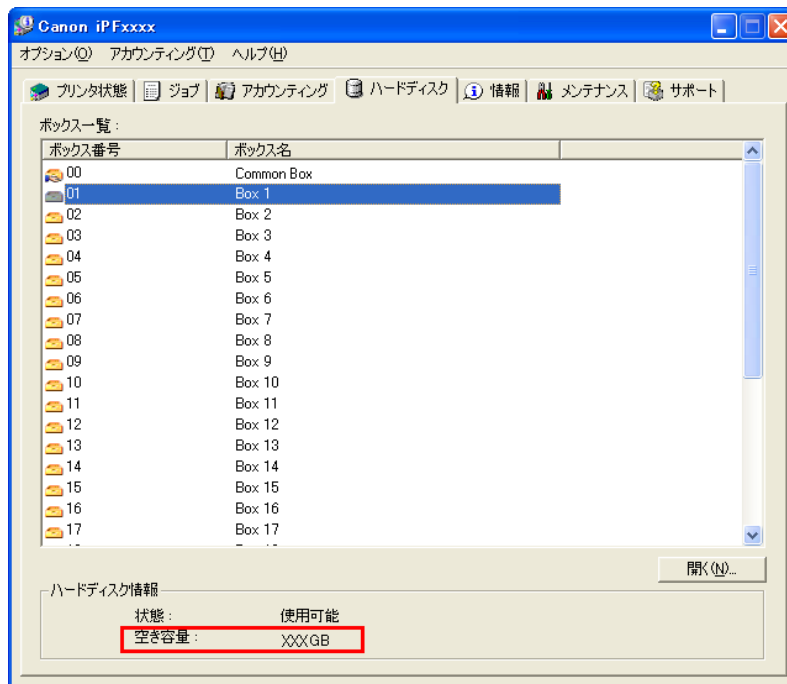 Canon iPFxxxx
オプション(O) アカウンティング(T) ヘルプ(H)
プリンタ状態 ジョブ アカウンティング ハードディスク 情報 メンテナンス サポート
ボックス一覧 :
ボックス番号 ボックス名
00 Common Box
01 Box 1
02 Box 2
03 Box 3
04 Box 4
05 Box 5
06 Box 6
07 Box 7
08 Box 8
09 Box 9
10 Box 10
11 Box 11
12 Box 12
13 Box 13
14 Box 14
15 Box 15
16 Box 16
17 Box 17
開く(N)...
ハードディスク情報
状態 : 使用可能
空き容量 : XXXGB